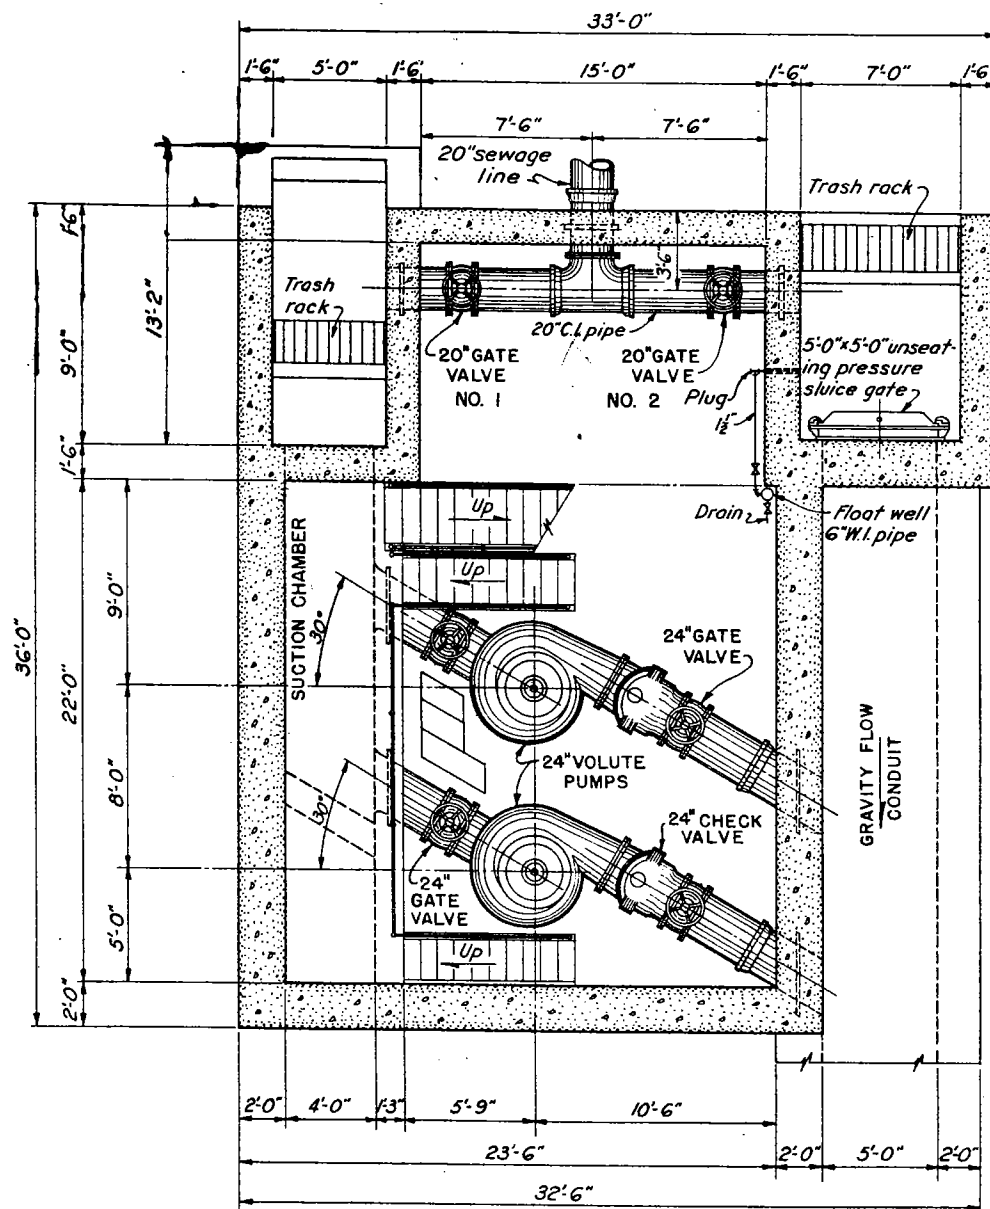 33'-0"
1'-6" 5'-0" 1'-6" 15'-0" 1'-6" 7'-0" 1'-6"
7'-6" 7'-6"
20" sewage
line
Trash rack
1'-6"
3'-6"
13'-2"
9'-0"
Trash
rack
20" C.I. pipe
20" GATE
VALVE
NO. 1
20" GATE
VALVE
NO. 2
5'-0" x 5'-0" unseat-
ing pressure
sluice gate
Plug
1½"
1'-6"
Up
Drain
Float well
6" W.I. pipe
Up
SUCTION CHAMBER
30°
9'-0"
36'-0"
22'-0"
24" GATE
VALVE
24" VOLUTE
PUMPS
GRAVITY FLOW
CONDUIT
8'-0"
30°
24" CHECK
VALVE
24"
GATE
VALVE
5'-0"
Up
2'-0"
2'-0" 4'-0" 1'-3" 5'-9" 10'-6"
23'-6" 2'-0" 5'-0" 2'-0"
32'-6"